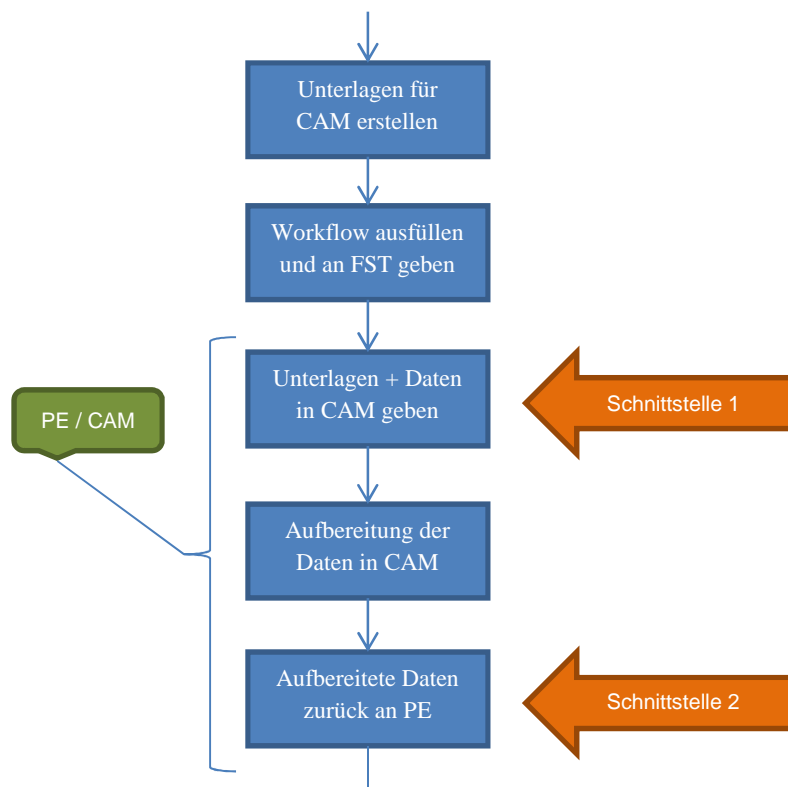 Unterlagen für
CAM erstellen
Workflow ausfüllen
und an FST geben
Unterlagen + Daten
in CAM geben
Schnittstelle 1
PE / CAM
Aufbereitung der
Daten in CAM
Aufbereitete Daten
zurück an PE
Schnittstelle 2